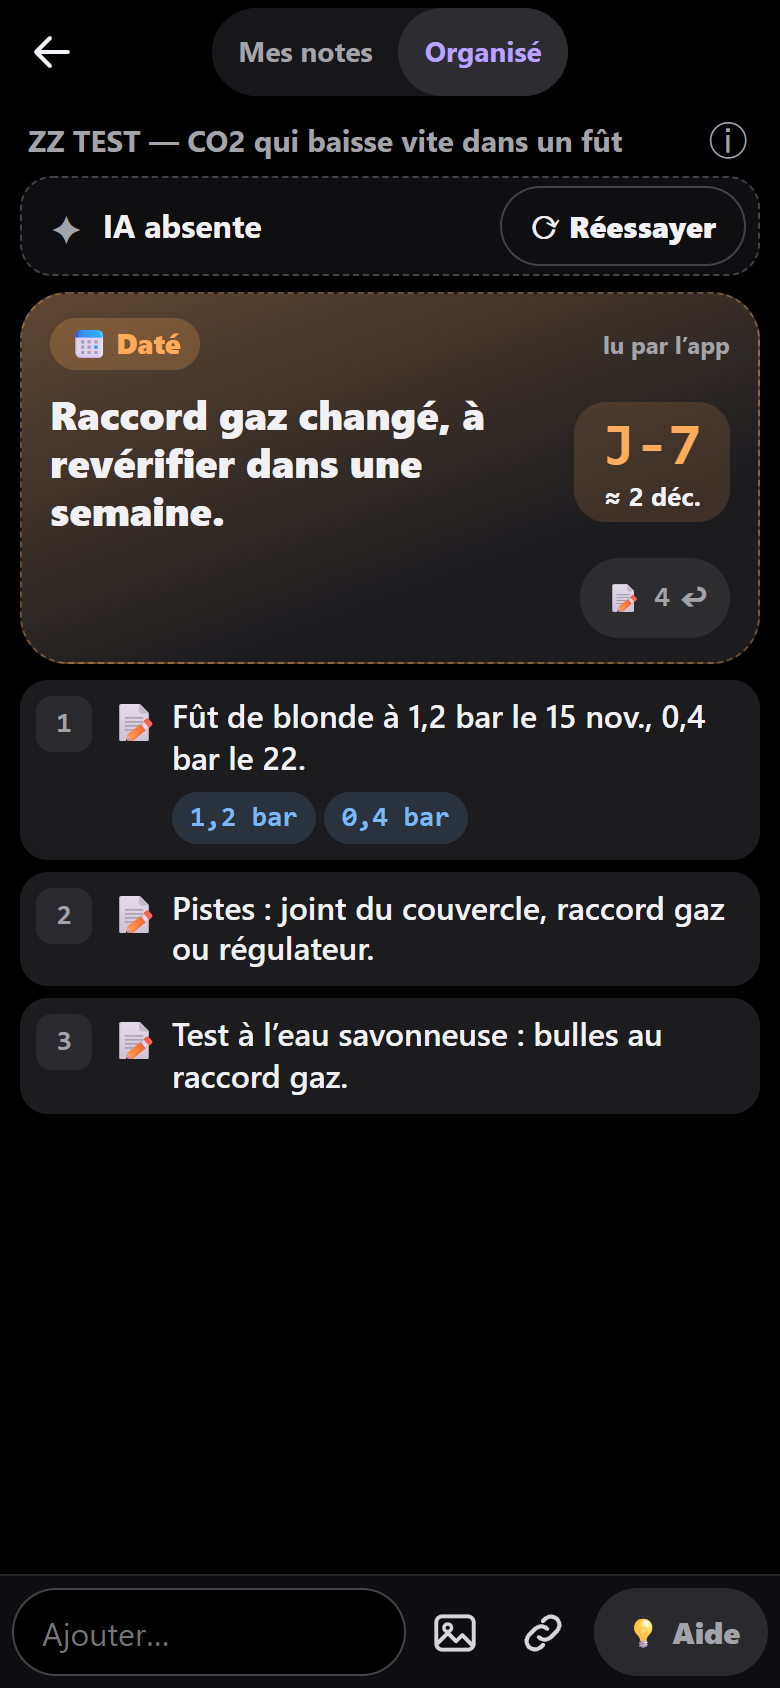 Mes notes
Organisé
ZZ TEST — CO2 qui baisse vite dans un fût
IA absente
Réessayer
Daté
lu par l’app
Raccord gaz changé, à
revérifier dans une
semaine.
J-7
≈ 2 déc.
4
1
Fût de blonde à 1,2 bar le 15 nov., 0,4
bar le 22.
1,2 bar
0,4 bar
2
Pistes : joint du couvercle, raccord gaz
ou régulateur.
3
Test à l’eau savonneuse : bulles au
raccord gaz.
Ajouter…
Aide